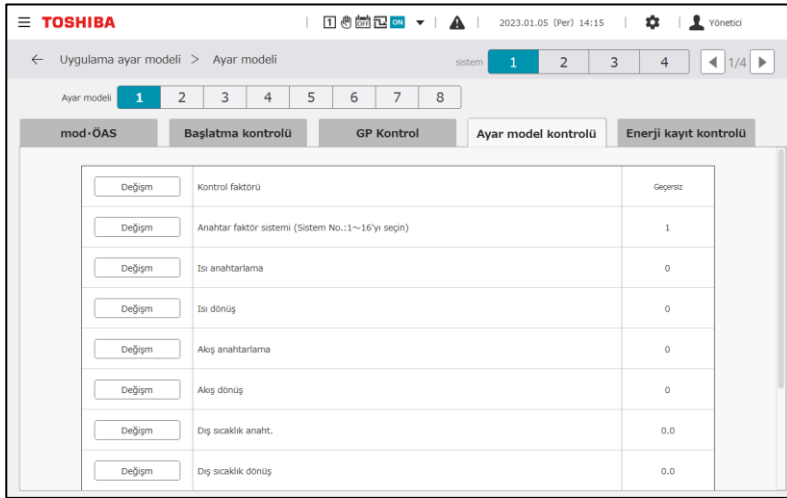 TOSHIBA 1 OFF ON 2023.01.05 (Per) 14:15 Yönetici
Uygulama ayar modeli > Ayar modeli sistem 1 2 3 4 1/4
Ayar modeli 1 2 3 4 5 6 7 8
mod·ÖAS Başlatma kontrolü GP Kontrol Ayar model kontrolü Enerji kayıt kontrolü
Değişm Kontrol faktörü Geçersiz
Değişm Anahtar faktör sistemi (Sistem No.:1～16'yı seçin) 1
Değişm Isı anahtarlama 0
Değişm Isı dönüş 0
Değişm Akış anahtarlama 0
Değişm Akış dönüş 0
Değişm Dış sıcaklık anaht. 0.0
Değişm Dış sıcaklık dönüş 0.0